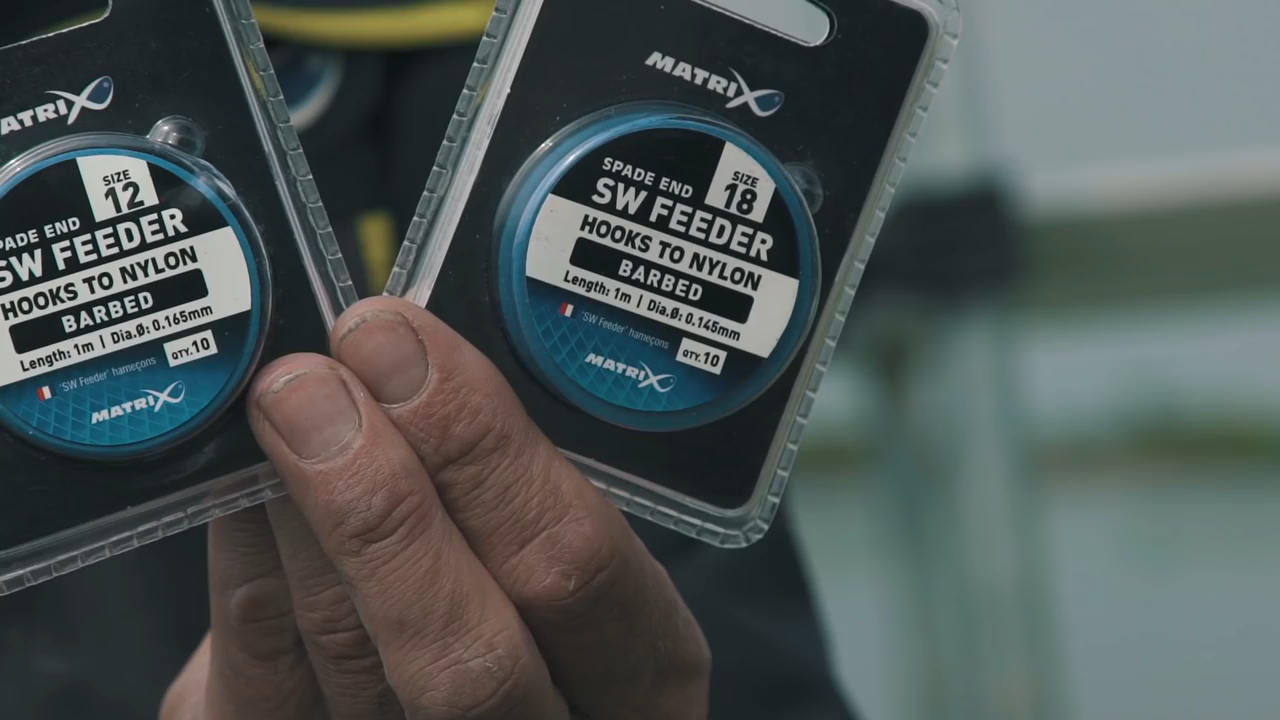 MATRIX
SIZE
12
SPADE END
SW FEEDER
HOOKS TO NYLON
BARBED
Length: 1m | Dia.Ø: 0.165mm
QTY.10
'SW Feeder' hameçons
MATRIX
MATRIX
SIZE
18
SPADE END
SW FEEDER
HOOKS TO NYLON
BARBED
Length: 1m | Dia.Ø: 0.145mm
'SW Feeder' hameçons
QTY.10
MATRIX